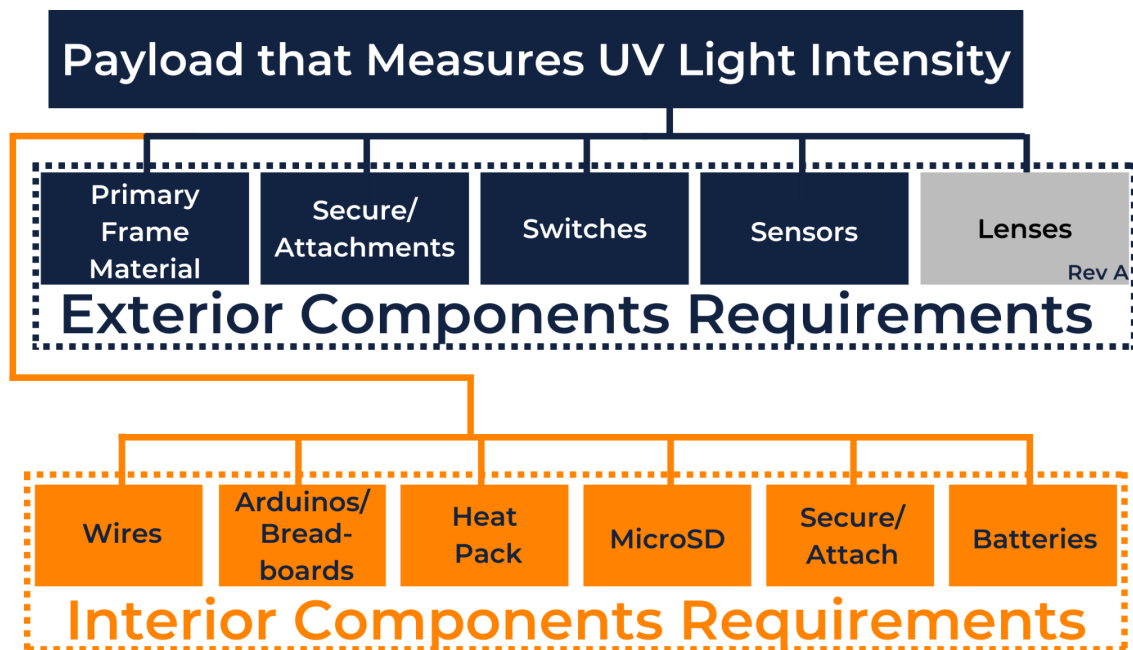 Payload that Measures UV Light Intensity
Primary
Frame
Material
Secure/
Attachments
Switches
Sensors
Lenses
Rev A
Exterior Components Requirements
Wires
Arduinos/
Bread-
boards
Heat
Pack
MicroSD
Secure/
Attach
Batteries
Interior Components Requirements